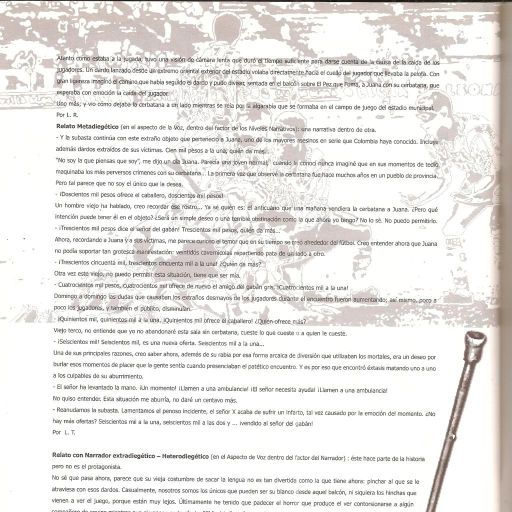 Atento como estaba a la jugada, tuvo una visión de cámara lenta que duró el tiempo suficiente para darse cuenta de la causa de la caída de los
jugadores. Un dardo lanzado desde un extremo oriental exterior del estadio volaba directamente hacia el cuello del jugador que llevaba la pelota. Con
gran ligereza imaginó el camino que había seguido el dardo y pudo divisar, sentada en el balcón sobre El Pez que Fuma, a Juana con su cerbatana, que
esperaba con emoción la caída del jugador.
Uno más, y vio cómo dejaba la cerbatana a un lado mientras se reía por la algarabía que se formaba en el campo de juego del estadio municipal.
Por L. R.
Relato Metadiegético (en el aspecto de la Voz, dentro del factor de los Niveles Narrativos): una narrativa dentro de otra.
- Y la subasta continúa con este extraño objeto que perteneció a Juana, uno de los mayores asesinos en serie que Colombia haya conocido. Incluye
además dardos extraídos de sus víctimas. Cien mil pesos a la una, quién da más.
"No soy la que piensas que soy", me dijo un día Juana. Parecía una joven normal, cuando la conocí nunca imaginé que en sus momentos de tedio
maquinaba los más perversos crímenes con su cerbatana... La primera vez que observé la cerbatana fue hace muchos años en un pueblo de provincia.
Pero tal parece que no soy el único que la desea.
- ¡Doscientos mil pesos ofrece el caballero, doscientos mil pesos!
Un hombre viejo ha hablado, creo recordar ese rostro... Ya sé quien es: él anticuario que una mañana vendiera la cerbatana a Juana. ¿Pero qué
intención puede tener él en el objeto? ¿Será un simple deseo o una terrible obstinación como la que ahora yo tengo? No lo sé. No puedo permitirlo.
- ¡Trescientos mil pesos dice el señor del gabán! Trescientos mil pesos, quién da más...
Ahora, recordando a Juana y a sus víctimas, me parece curioso el temor que en su tiempo se creó alrededor del fútbol. Creo entender ahora que Juana
no podía soportar tan grotesca manifestación: vertidos cavernícolas repartiendo pata de un lado a otro.
- ¡Trescientos cincuenta mil, trescientos cincuenta mil a la una! ¿Quién da más?
Otra vez este viejo, no puedo permitir esta situación, tiene que ser mía.
- Cuatrocientos mil pesos, cuatrocientos mil ofrece de nuevo el amigo del gabán gris, ¡Cuatrocientos mil a la una!
Domingo a domingo las dudas que causaban los extraños desmayos de los jugadores durante el encuentro fueron aumentando; así mismo, poco a
poco los jugadores, y también el público, disminuían.
- ¡Quinientos mil, quinientos mil a la una. ¡Quinientos mil ofrece el caballero! ¿Quién ofrece más?
Viejo terco, no entiende que yo no abandonaré esta sala sin cerbatana, cueste lo que cueste o a quien le cueste.
- ¡Seiscientos mil! Seiscientos mil, es una nueva oferta. Seiscientos mil a la una...
Una de sus principales razones, creo saber ahora, además de su rabia por esa forma arcaica de diversión que utilizaban los mortales, era un deseo por
burlar esos momentos de placer que la gente sentía cuando presenciaban el patético encuentro. Y es por eso que encontró éxtasis matando uno a uno
a los culpables de su aburrimiento.
- El señor ha levantado la mano. ¡Un momento! ¡Llamen a una ambulancia! ¡El señor necesita ayuda! ¡Llamen a una ambulancia!
No quiso entender. Esta situación me aburría, no daré un centavo más.
- Reanudamos la subasta. Lamentamos el penoso incidente, el señor X acaba de sufrir un infarto, tal vez causado por la emoción del momento. ¿No
hay más ofertas? Seiscientos mil a la una, seiscientos mil a las dos y ... ¡vendido al señor del gabán!
Por L. T.
Relato con Narrador extradiegético – Heterodiegético (en el Aspecto de Voz dentro del factor del Narrador) : éste hace parte de la historia
pero no es el protagonista.
No sé que pasa ahora, parece que su vieja costumbre de sacar la lengua no es tan divertida como la que tiene ahora: pinchar al que se le
atraviesa con esos dardos. Casualmente, nosotros somos los únicos que pueden ser su blanco desde aquel balcón, ni siquiera los hinchas que
vienen a ver el juego, porque están muy lejos. Últimamente he tenido que padecer el horror que produce el ver contorsionarse a algún